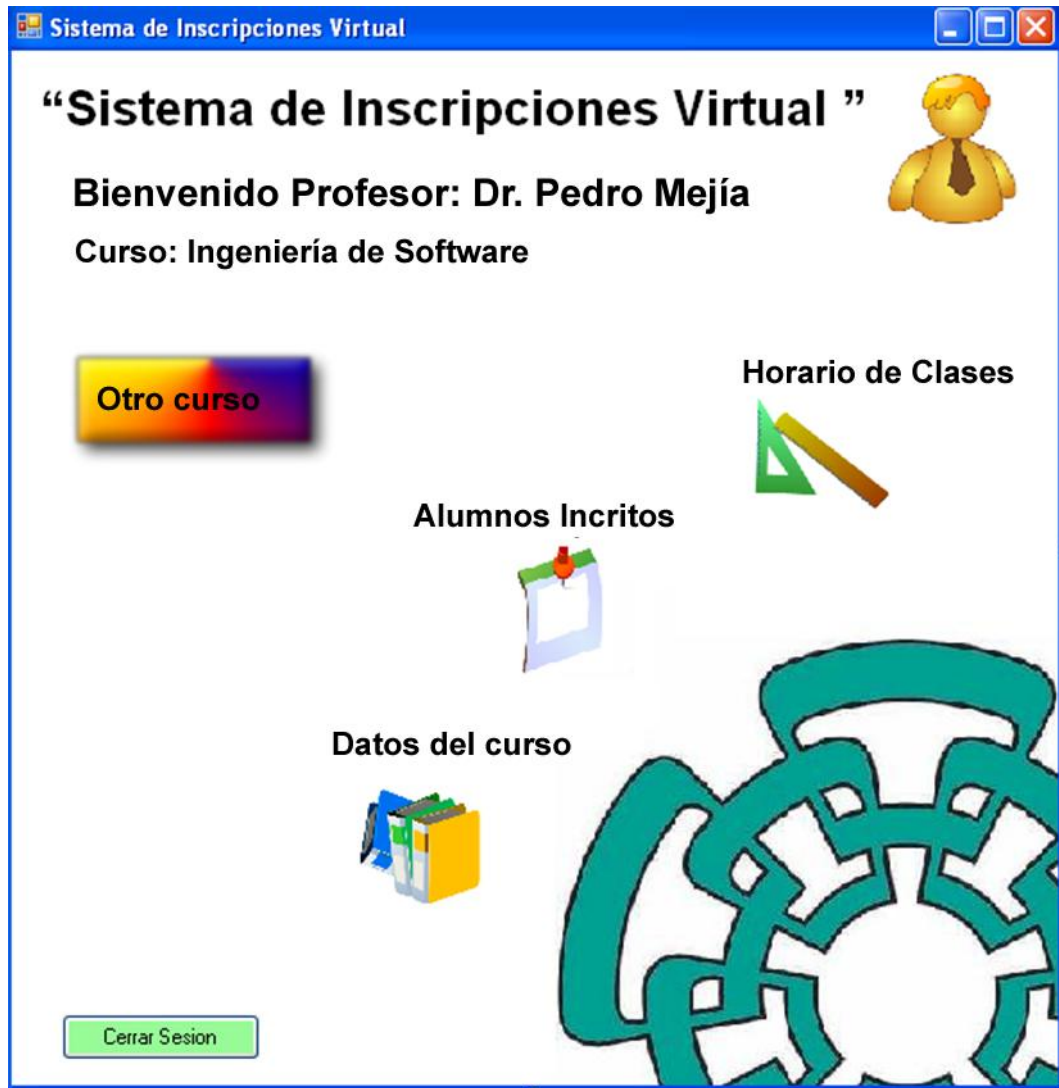 Sistema de Inscripciones Virtual
“Sistema de Inscripciones Virtual ”
Bienvenido Profesor: Dr. Pedro Mejía
Curso: Ingeniería de Software
Otro curso
Horario de Clases
Alumnos Incritos
Datos del curso
Cerrar Sesion